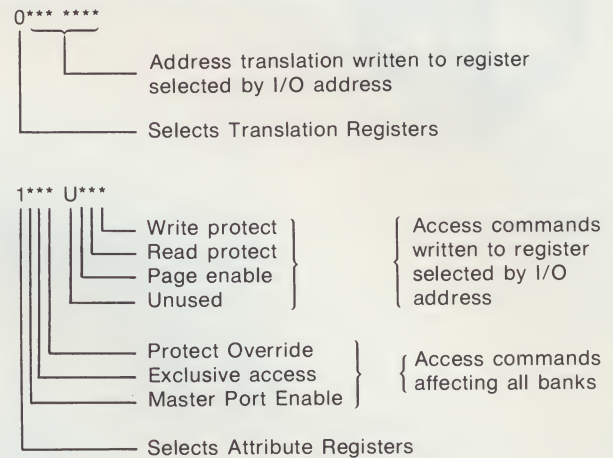 0*** ****
Address translation written to register
selected by I/O address
Selects Translation Registers
1*** U***
Write protect
Read protect
Page enable
Unused
Access commands
written to register
selected by I/O
address
Protect Override
Exclusive access
Master Port Enable
Access commands
affecting all banks
Selects Attribute Registers